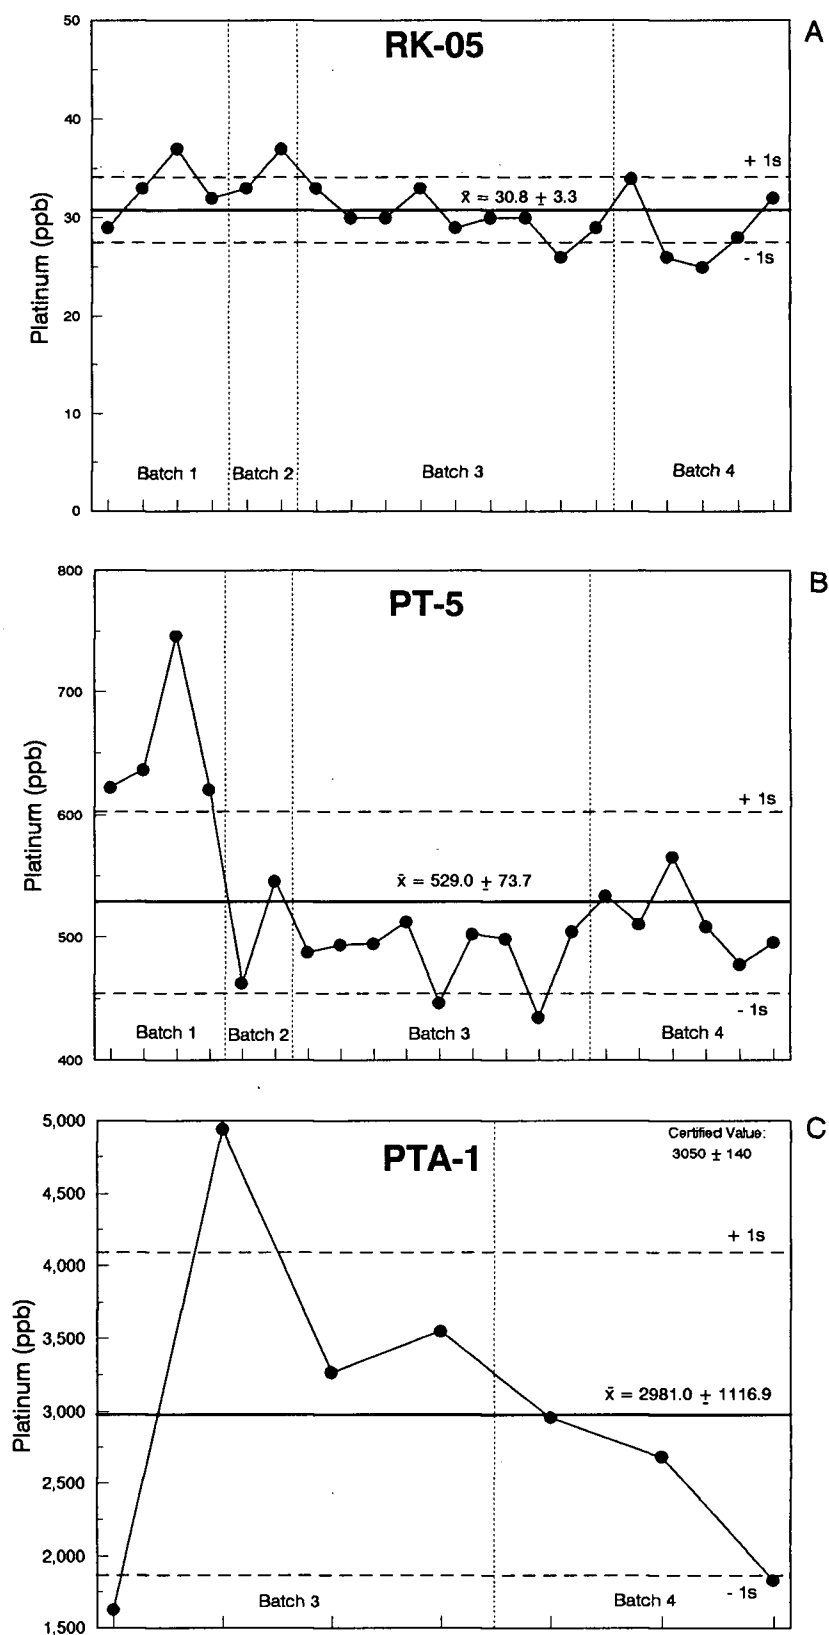 A
RK-05
50
40
30
20
10
0
Platinum (ppb)
+ 1s
x̄ = 30.8 ± 3.3
- 1s
Batch 1
Batch 2
Batch 3
Batch 4
B
PT-5
800
700
600
500
400
Platinum (ppb)
+ 1s
x̄ = 529.0 ± 73.7
- 1s
Batch 1
Batch 2
Batch 3
Batch 4
C
PTA-1
Certified Value:
3050 ± 140
5,000
4,500
4,000
3,500
3,000
2,500
2,000
1,500
Platinum (ppb)
+ 1s
x̄ = 2981.0 ± 1116.9
- 1s
Batch 3
Batch 4